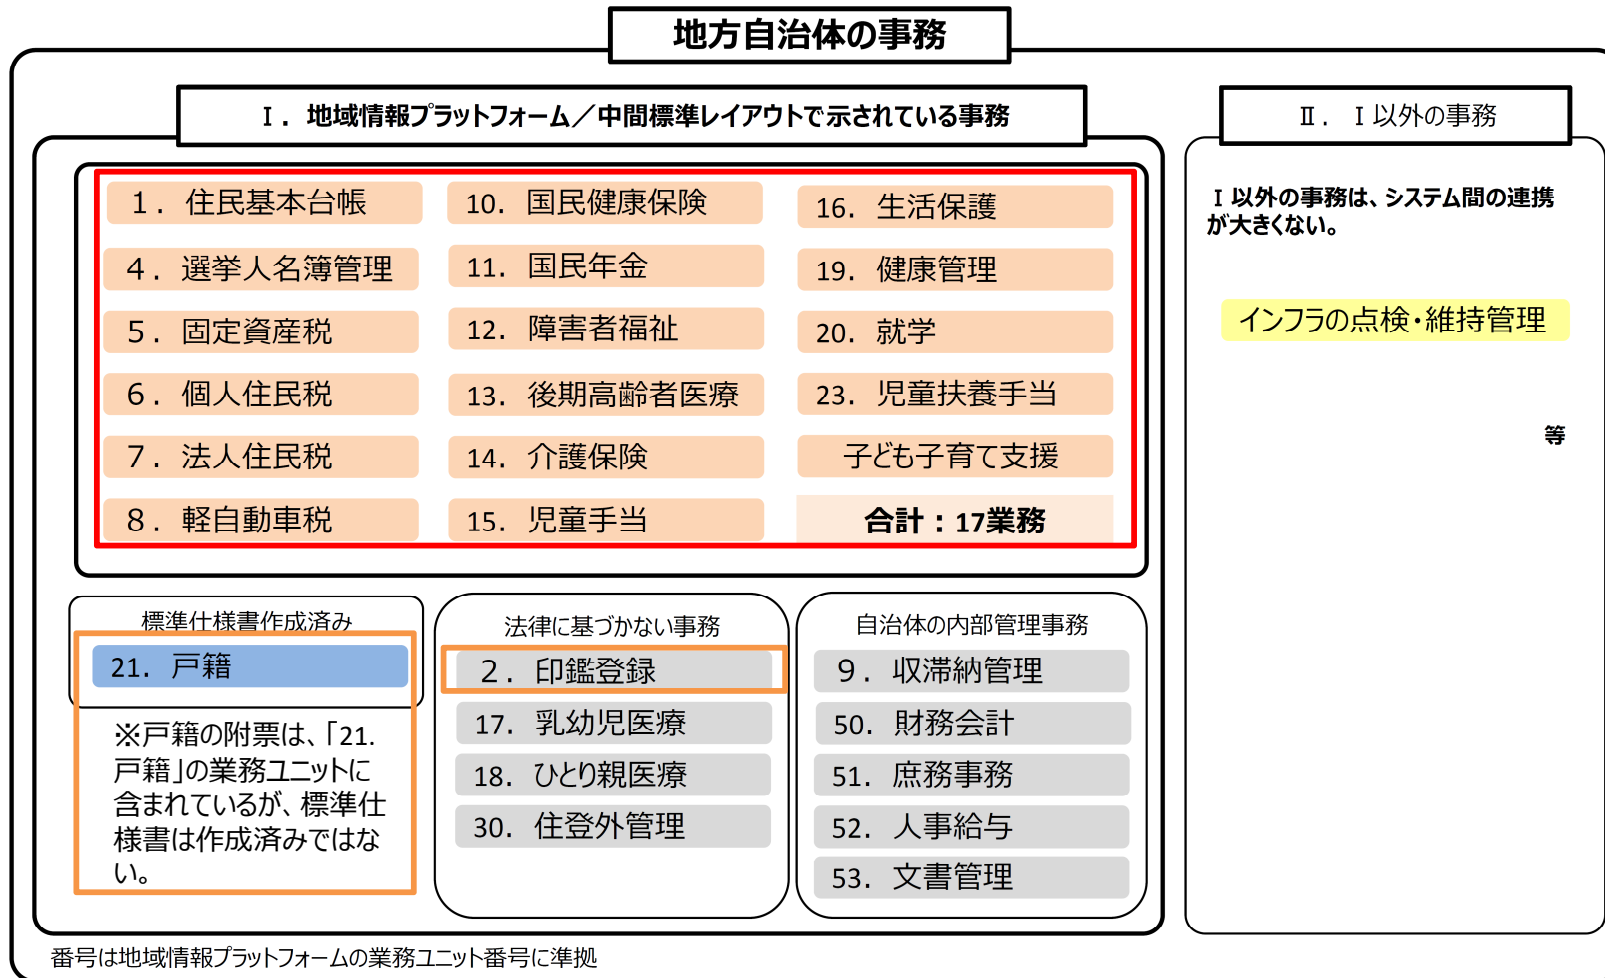 地方自治体の事務
Ⅰ．地域情報プラットフォーム／中間標準レイアウトで示されている事務
１．住民基本台帳
４．選挙人名簿管理
５．固定資産税
６．個人住民税
７．法人住民税
８．軽自動車税
10．国民健康保険
11．国民年金
12．障害者福祉
13．後期高齢者医療
14．介護保険
15．児童手当
16．生活保護
19．健康管理
20．就学
23．児童扶養手当
子ども子育て支援
合計：17業務
標準仕様書作成済み
21．戸籍
※戸籍の附票は、「21.
戸籍」の業務ユニットに
含まれているが、標準仕
様書は作成済みではな
い。
法律に基づかない事務
２．印鑑登録
17．乳幼児医療
18．ひとり親医療
30．住登外管理
自治体の内部管理事務
９．収滞納管理
50．財務会計
51．庶務事務
52．人事給与
53．文書管理
Ⅱ．Ⅰ以外の事務
Ⅰ以外の事務は、システム間の連携
が大きくない。
インフラの点検・維持管理
等
番号は地域情報プラットフォームの業務ユニット番号に準拠